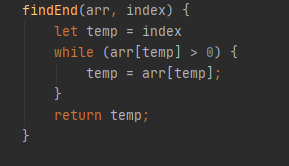 findEnd(arr, index) {
    let temp = index
    while (arr[temp] > 0) {
        temp = arr[temp];
    }
    return temp;
}